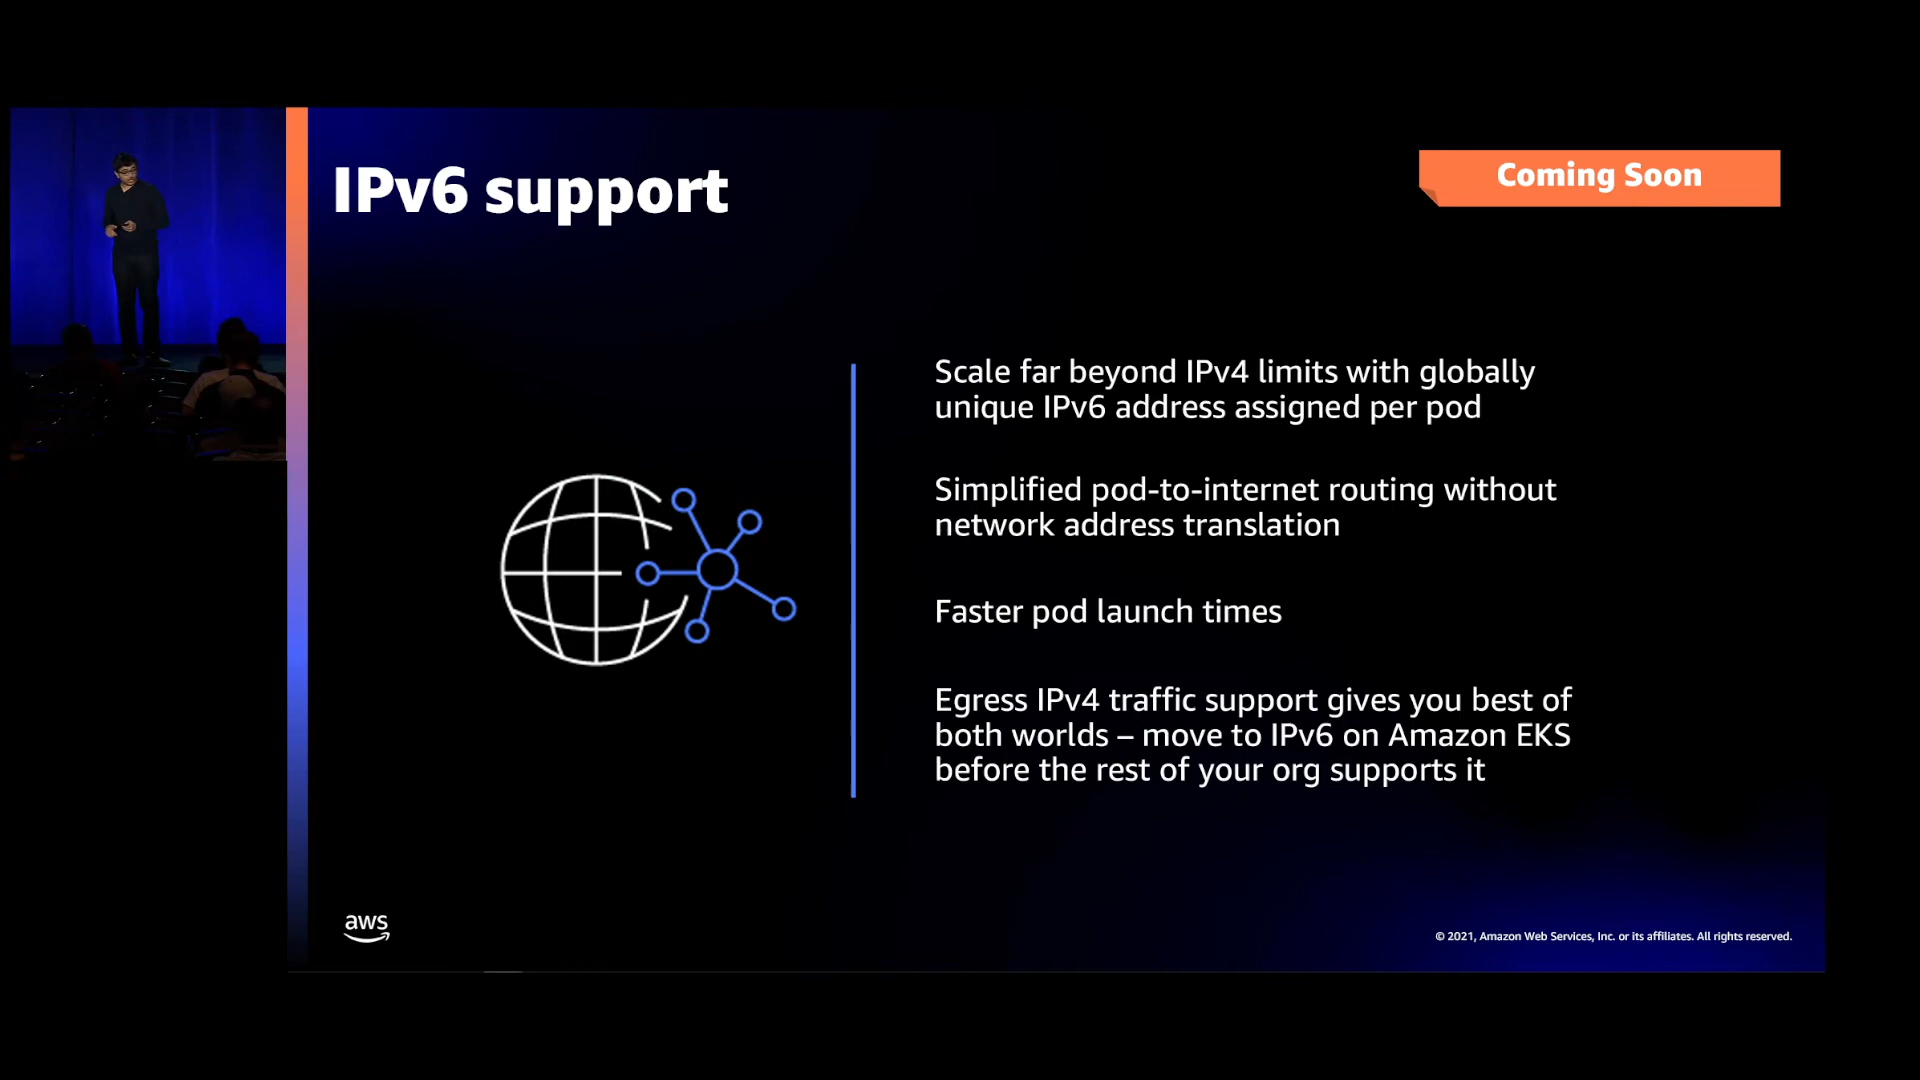 IPv6 support
Coming Soon
Scale far beyond IPv4 limits with globally
unique IPv6 address assigned per pod
Simplified pod-to-internet routing without
network address translation
Faster pod launch times
Egress IPv4 traffic support gives you best of
both worlds – move to IPv6 on Amazon EKS
before the rest of your org supports it
aws
© 2021, Amazon Web Services, Inc. or its affiliates. All rights reserved.